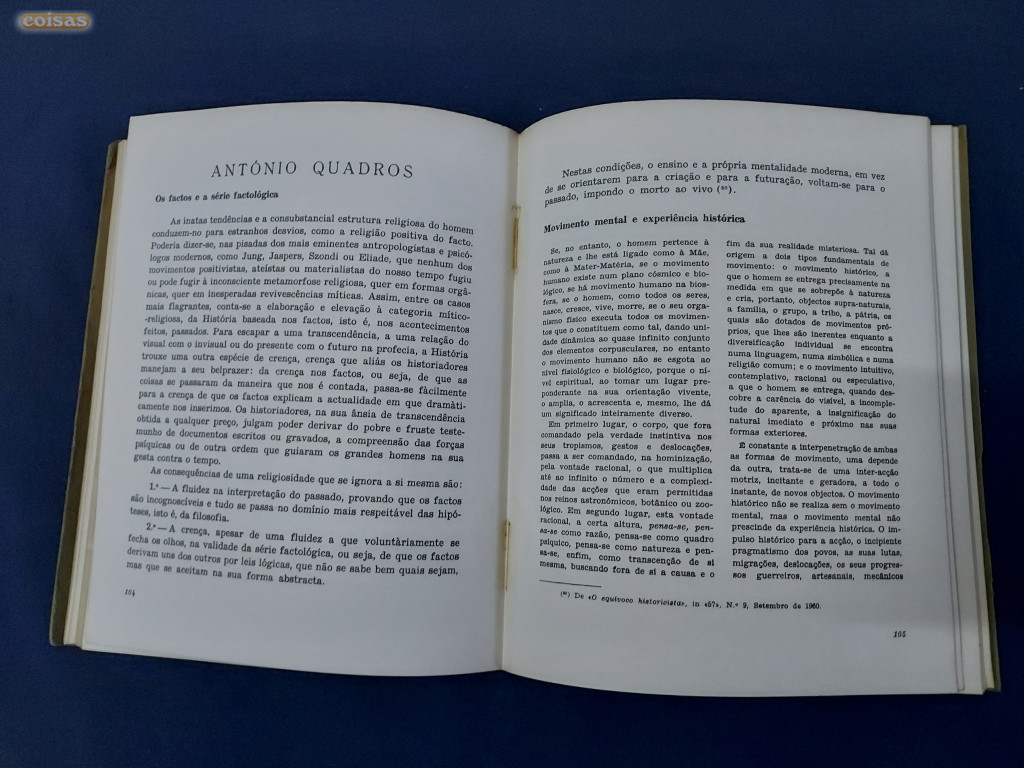 coisas
ANTÓNIO QUADROS
Os factos e a série factológica
As inatas tendências e a consubstancial estrutura religiosa do homem
conduzem-no para estranhos desvios, como a religião positiva do facto.
Poderia dizer-se, nas pisadas dos mais eminentes antropologistas e psicó-
logos modernos, como Jung, Jaspers, Szondi ou Eliade, que nenhum dos
movimentos positivistas, ateístas ou materialistas do nosso tempo fugiu
ou pode fugir à inconsciente metamorfose religiosa, quer em formas orgâ-
nicas, quer em inesperadas revivescências míticas. Assim, entre os casos
mais flagrantes, conta-se a elaboração e elevação à categoria mítico-
-religiosa, da História baseada nos factos, isto é, nos acontecimentos
feitos, passados. Para escapar a uma transcendência, a uma relação do
visual com o invisual ou do presente com o futuro na profecia, a História
trouxe uma outra espécie de crença, crença que aliás os historiadores
manejam a seu belprazer: da crença nos factos, ou seja, de que as
coisas se passaram da maneira que nos é contada, passa-se fàcilmente
para a crença de que os factos explicam a actualidade em que dramàti-
camente nos inserimos. Os historiadores, na sua ânsia de transcendência
obtida a qualquer preço, julgam poder derivar do pobre e fruste teste-
munho de documentos escritos ou gravados, a compreensão das forças
psíquicas ou de outra ordem que guiaram os grandes homens na sua
gesta contra o tempo.
As consequências de uma religiosidade que se ignora a si mesma são:
1.º — A fluidez na interpretação do passado, provando que os factos
são incognoscíveis e tudo se passa no domínio mais respeitável das hipó-
teses, isto é, da filosofia.
2.º — A crença, apesar de uma fluidez a que voluntàriamente se
fecha os olhos, na validade da série factológica, ou seja, de que os factos
derivam uns dos outros por leis lógicas, que não se sabe bem quais sejam,
mas que se aceitam na sua forma abstracta.
104
Nestas condições, o ensino e a própria mentalidade moderna, em vez
de se orientarem para a criação e para a futuração, voltam-se para o
passado, impondo o morto ao vivo (⁸⁰).
Movimento mental e experiência histórica
Se, no entanto, o homem pertence à
natureza e lhe está ligado como à Mãe,
como à Mater-Matéria, se o movimento
humano existe num plano cósmico e bio-
lógico, se há movimento humano na bios-
fera, se o homem, como todos os seres,
nasce, cresce, vive, morre, se o seu orga-
nismo físico executa todos os movimen-
tos que o constituem como tal, dando uni-
dade dinâmica ao quase infinito conjunto
dos elementos corpusculares, no entanto
o movimento humano não se esgota ao
nível fisiológico e biológico, porque o ní-
vel espiritual, ao tomar um lugar pre-
ponderante na sua orientação vivente,
o amplia, o acrescenta e, mesmo, lhe dá
um significado inteiramente diverso.
Em primeiro lugar, o corpo, que fora
comandado pela verdade instintiva nos
seus tropismos, gestos e deslocações,
passa a ser comandado, na hominização,
pela vontade racional, o que multiplica
até ao infinito o número e a complexi-
dade das acções que eram permitidas
nos reinos astronómicos, botânico ou zoo-
lógico. Em segundo lugar, esta vontade
racional, a certa altura, pensa-se, pen-
sa-se como razão, pensa-se como quadro
psíquico, pensa-se como natureza e pen-
sa-se, enfim, como transcenção de si
mesma, buscando fora de si a causa e o
fim da sua realidade misteriosa. Tal dá
origem a dois tipos fundamentais de
movimento: o movimento histórico, a
que o homem se entrega precisamente na
medida em que se sobrepõe à natureza
e cria, portanto, objectos supra-naturais,
a família, o grupo, a tribo, a pátria, os
quais são dotados de movimentos pró-
prios, que lhes são inerentes enquanto a
diversificação individual se encontra
numa linguagem, numa simbólica e numa
religião comum; e o movimento intuitivo,
contemplativo, racional ou especulativo,
a que o homem se entrega, quando des-
cobre a carência do visível, a incomple-
tude do aparente, a insignificação do
natural imediato e próximo nas suas
formas exteriores.
É constante a interpenetração de ambas
as formas de movimento, uma depende
da outra, trata-se de uma inter-acção
motriz, incitante e geradora, a todo o
instante, de novos objectos. O movimento
histórico não se realiza sem o movimento
mental, mas o movimento mental não
prescinde da experiência histórica. O im-
pulso histórico para a acção, o incipiente
pragmatismo dos povos, as suas lutas,
migrações, deslocações, os seus progres-
sos guerreiros, artesanais, mecânicos
(⁸⁰) De «O equívoco historicista», in «57», N.º 9, Setembro de 1960.
105